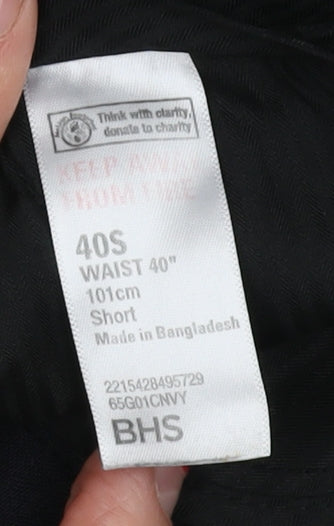 Think with clarity,
donate to charity
KEEP AWAY
FROM FIRE
40S
WAIST 40"
101cm
Short
Made in Bangladesh
2215428495729
65G01CNVY
BHS